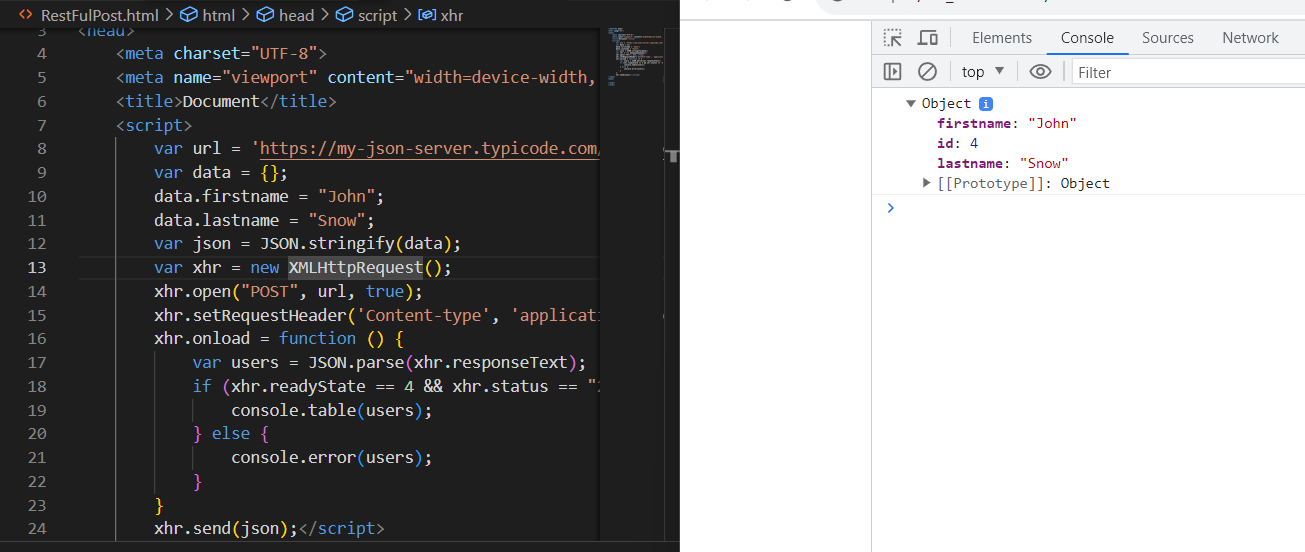 RestFulPost.html > html > head > script > xhr
3 <head>
4 <meta charset="UTF-8">
5 <meta name="viewport" content="width=device-width,
6 <title>Document</title>
7 <script>
8 var url = 'https://my-json-server.typicode.com/
9 var data = {};
10 data.firstname = "John";
11 data.lastname = "Snow";
12 var json = JSON.stringify(data);
13 var xhr = new XMLHttpRequest();
14 xhr.open("POST", url, true);
15 xhr.setRequestHeader('Content-type', 'applicati
16 xhr.onload = function () {
17 var users = JSON.parse(xhr.responseText);
18 if (xhr.readyState == 4 && xhr.status == "
19 console.table(users);
20 } else {
21 console.error(users);
22 }
23 }
24 xhr.send(json);</script>
Elements Console Sources Network
top Filter
Object i
firstname: "John"
id: 4
lastname: "Snow"
[[Prototype]]: Object
>